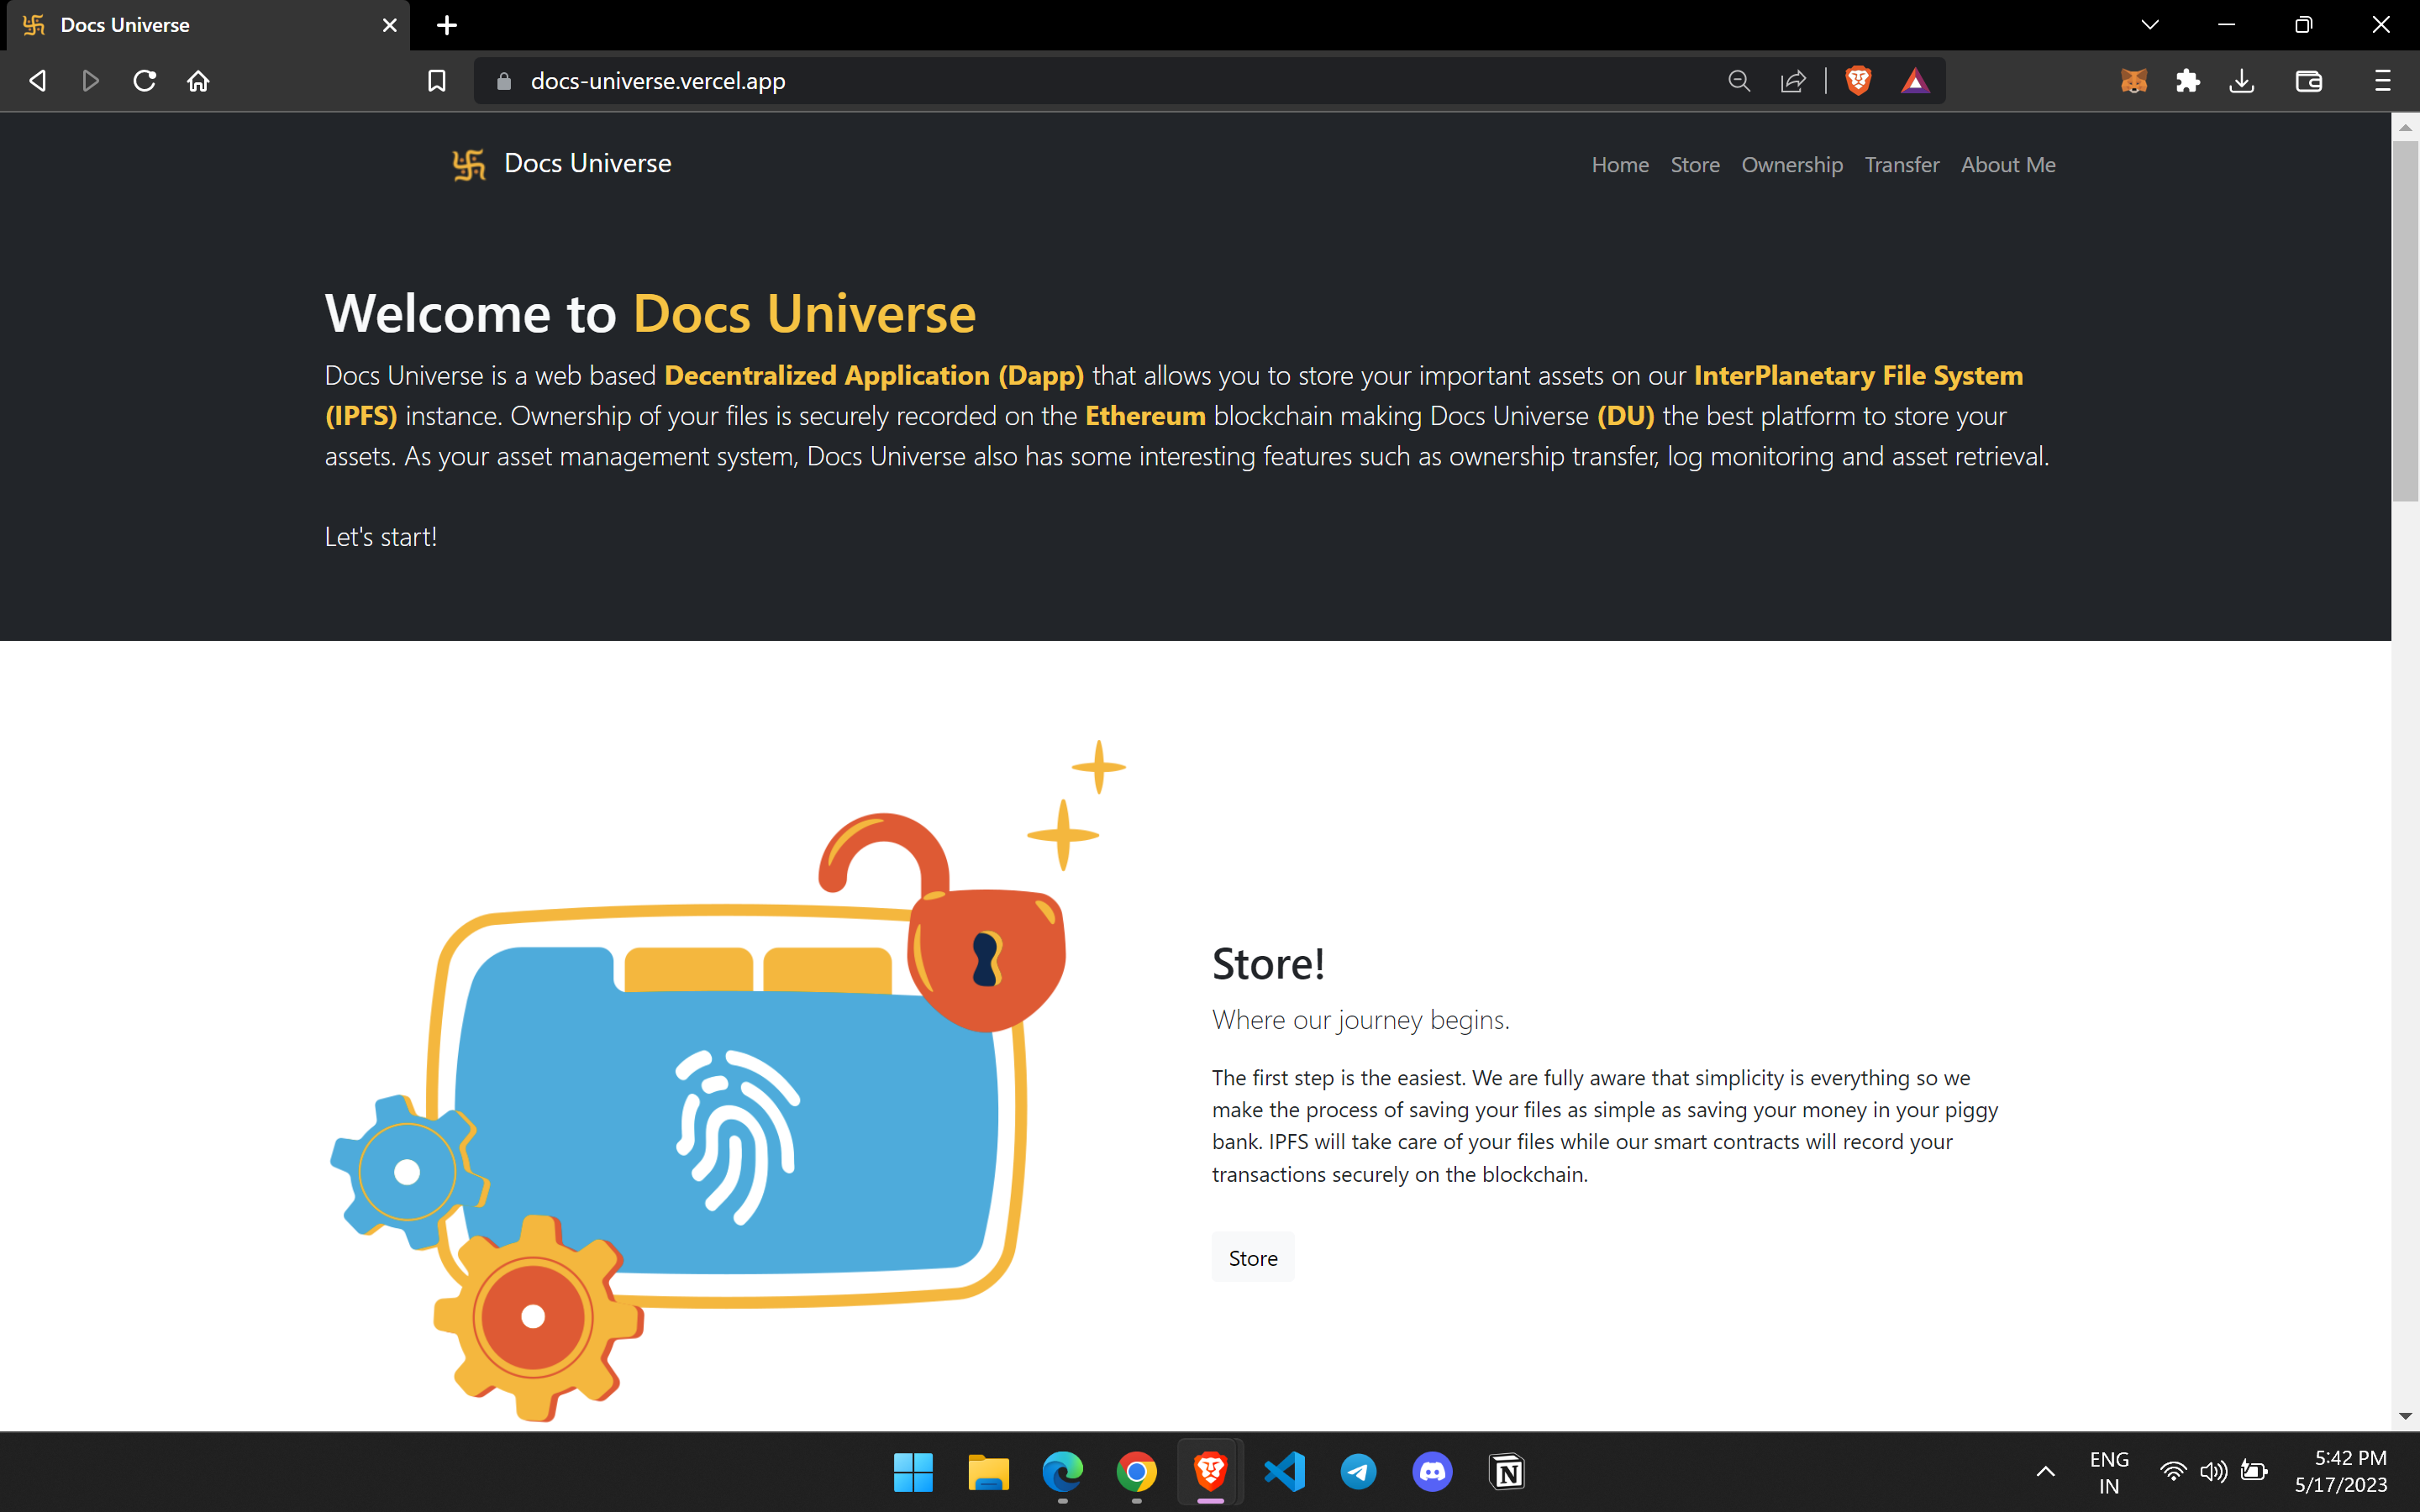 Docs Universe
docs-universe.vercel.app
Docs Universe
Home Store Ownership Transfer About Me
Welcome to Docs Universe
Docs Universe is a web based Decentralized Application (Dapp) that allows you to store your important assets on our InterPlanetary File System
(IPFS) instance. Ownership of your files is securely recorded on the Ethereum blockchain making Docs Universe (DU) the best platform to store your
assets. As your asset management system, Docs Universe also has some interesting features such as ownership transfer, log monitoring and asset retrieval.
Let's start!
Store!
Where our journey begins.
The first step is the easiest. We are fully aware that simplicity is everything so we
make the process of saving your files as simple as saving your money in your piggy
bank. IPFS will take care of your files while our smart contracts will record your
transactions securely on the blockchain.
Store
ENG
IN
5:42 PM
5/17/2023